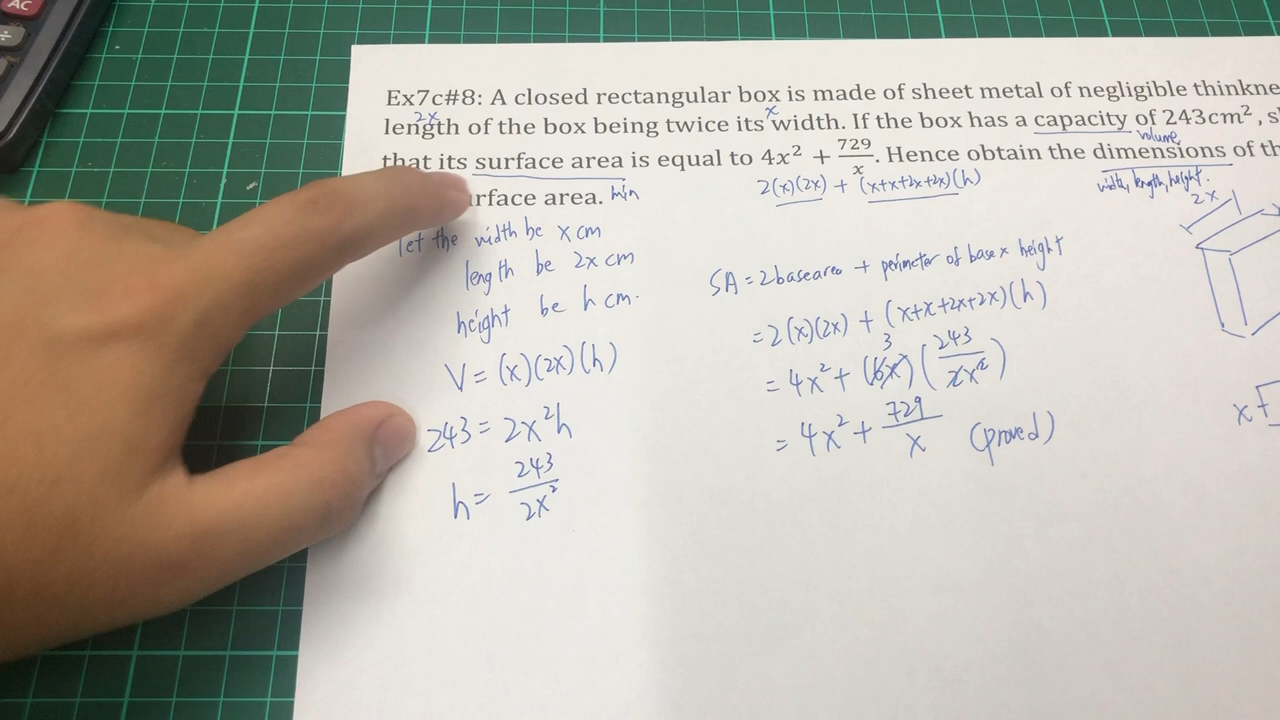 AC
÷
Ex7c#8: A closed rectangular box is made of sheet metal of negligible thinkne
2x
x
length of the box being twice its width. If the box has a capacity of 243cm², s
volume
that its surface area is equal to 4x² + 729/x. Hence obtain the dimensions of th
2(x)(2x) + (x+x+2x+2x)(h)
width, length, height.
rface area. min
let the width be x cm
length be 2x cm
height be h cm.
V = (x)(2x)(h)
243 = 2x²h
h = 243/2x²
SA = 2 base area + perimeter of base x height
= 2(x)(2x) + (x+x+2x+2x)(h)
3
= 4x² + (6x)(243/2x²)
= 4x² + 729/x (proved)
2x
x